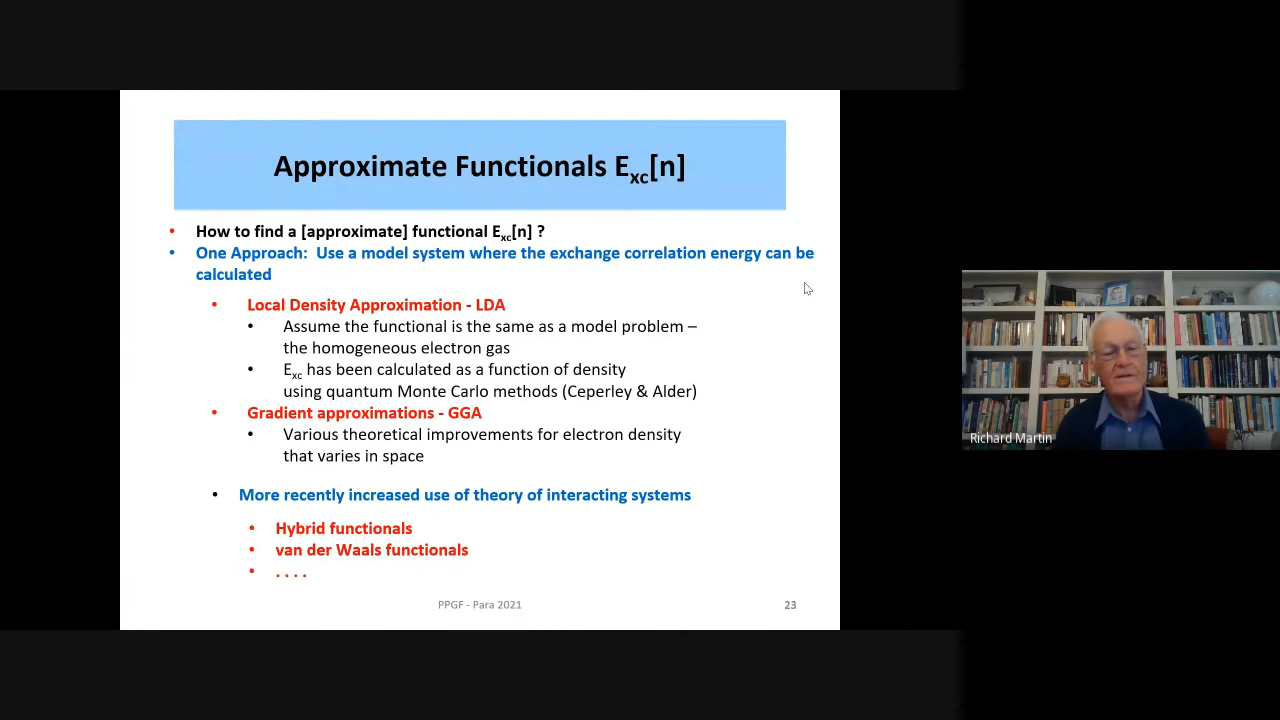 Approximate Functionals Exc[n]
• How to find a [approximate] functional Exc[n] ?
• One Approach: Use a model system where the exchange correlation energy can be
calculated
• Local Density Approximation - LDA
• Assume the functional is the same as a model problem –
the homogeneous electron gas
• Exc has been calculated as a function of density
using quantum Monte Carlo methods (Ceperley & Alder)
• Gradient approximations - GGA
• Various theoretical improvements for electron density
that varies in space
• More recently increased use of theory of interacting systems
• Hybrid functionals
• van der Waals functionals
• . . . .
PPGF - Para 2021
23
Richard Martin